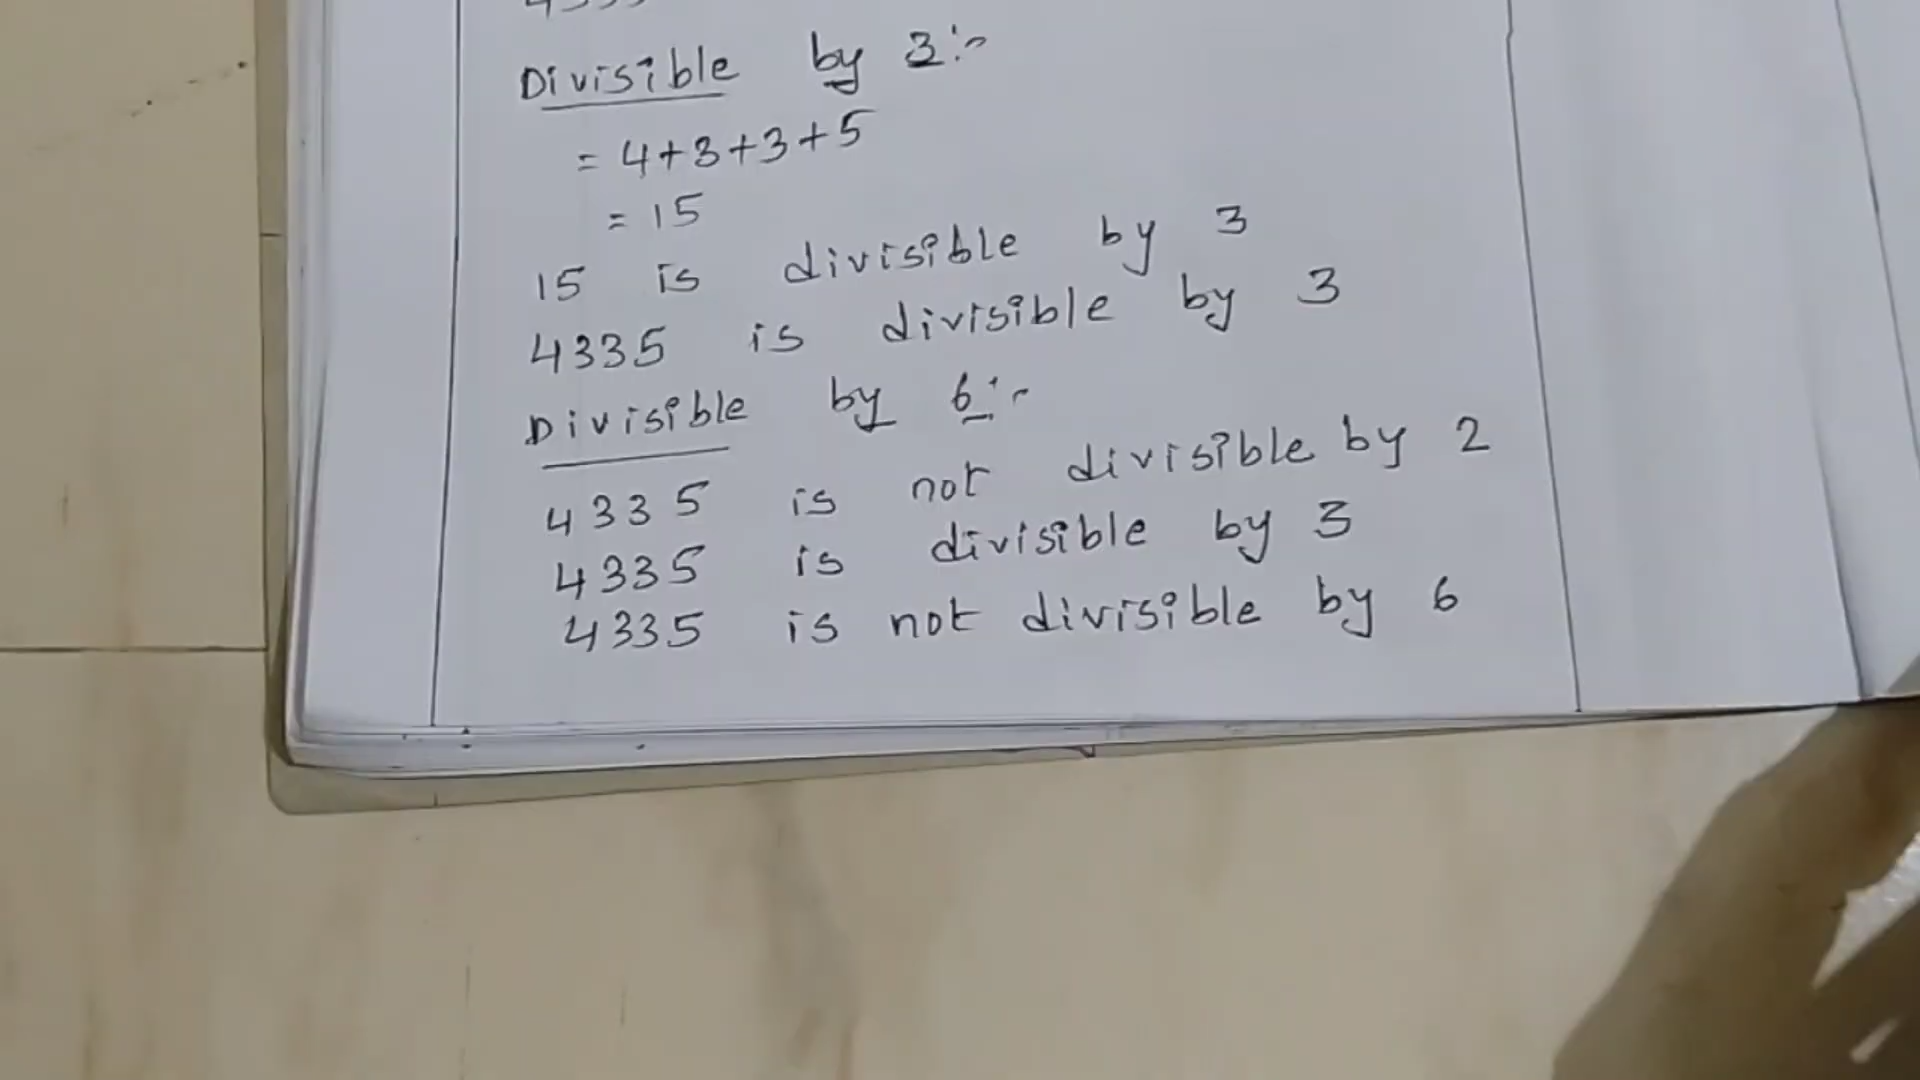 Divisible by 3:-
= 4+3+3+5
= 15
15 is divisible by 3
4335 is divisible by 3
Divisible by 6:-
4335 is not divisible by 2
4335 is divisible by 3
4335 is not divisible by 6